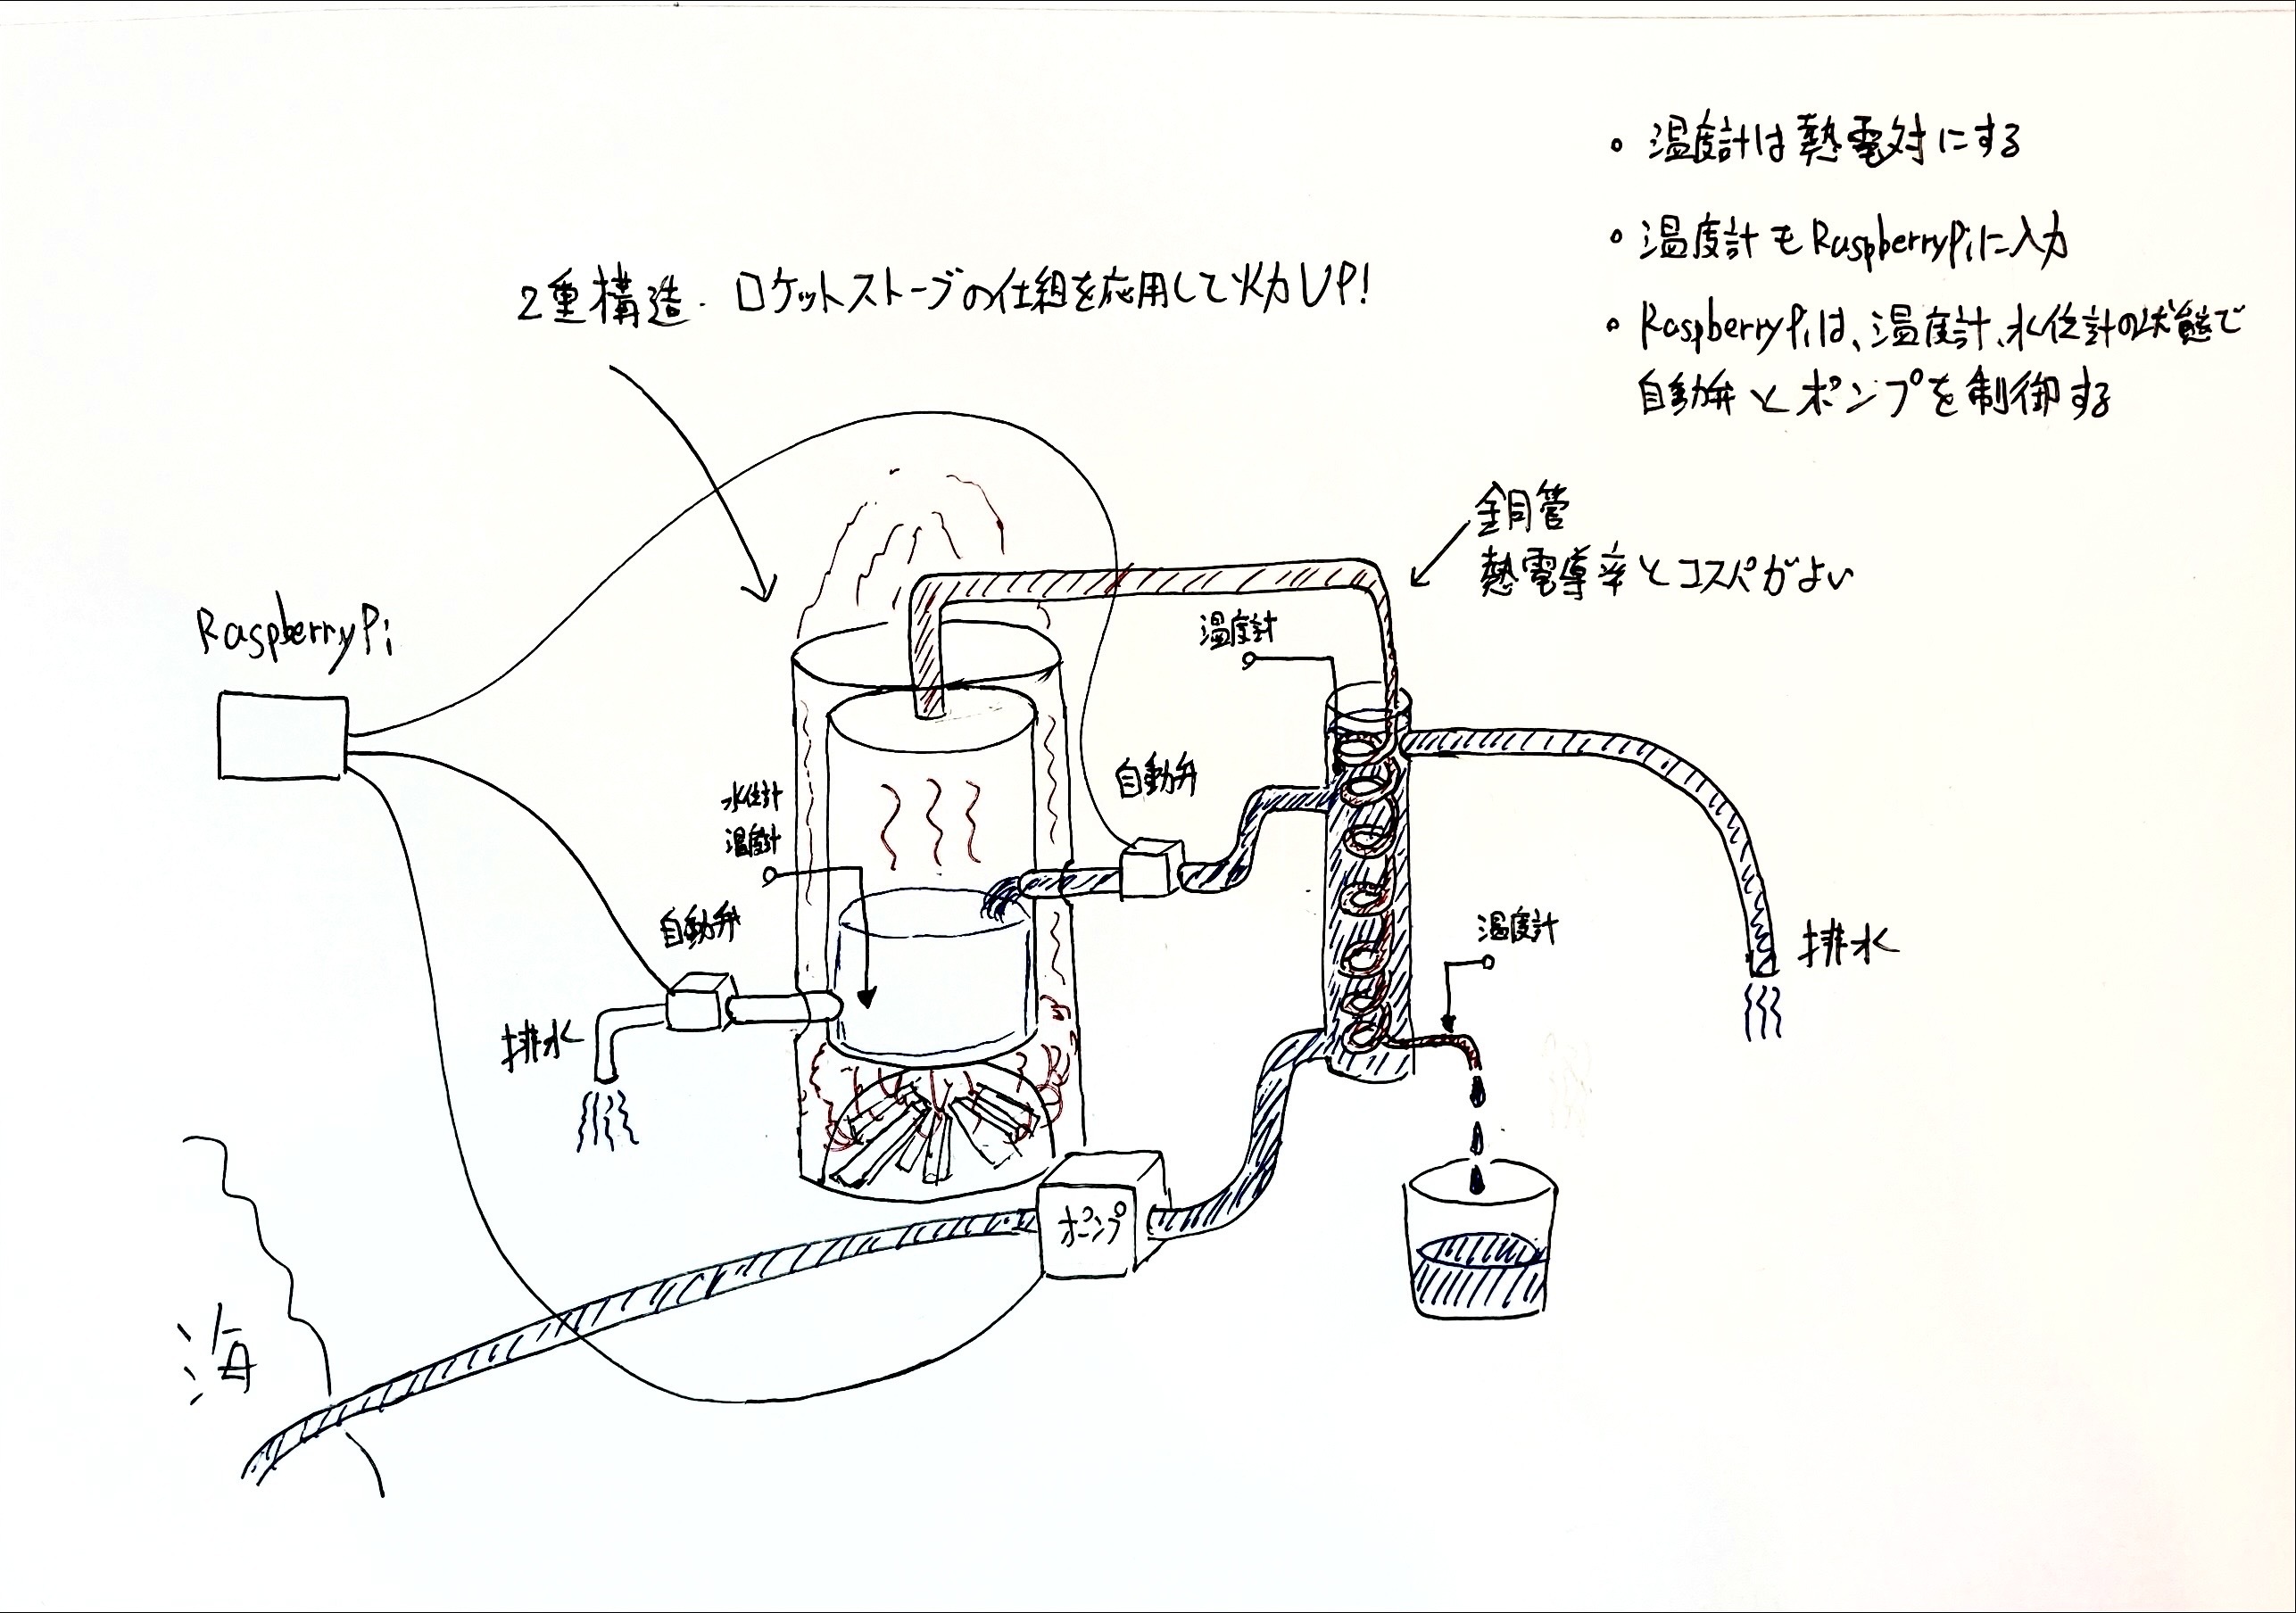 ・温度計は熱電対にする
・温度計もRaspberryPiに入力
・RaspberryPiは、温度計、水位計の状態で
自動弁とポンプを制御する
2重構造. ロケットストーブの仕組を応用して火力UP!
銅管
熱電導率とコスパがよい
RaspberryPi
温度計
自動弁
水位計
温度計
自動弁
温度計
排水
排水
ポンプ
海